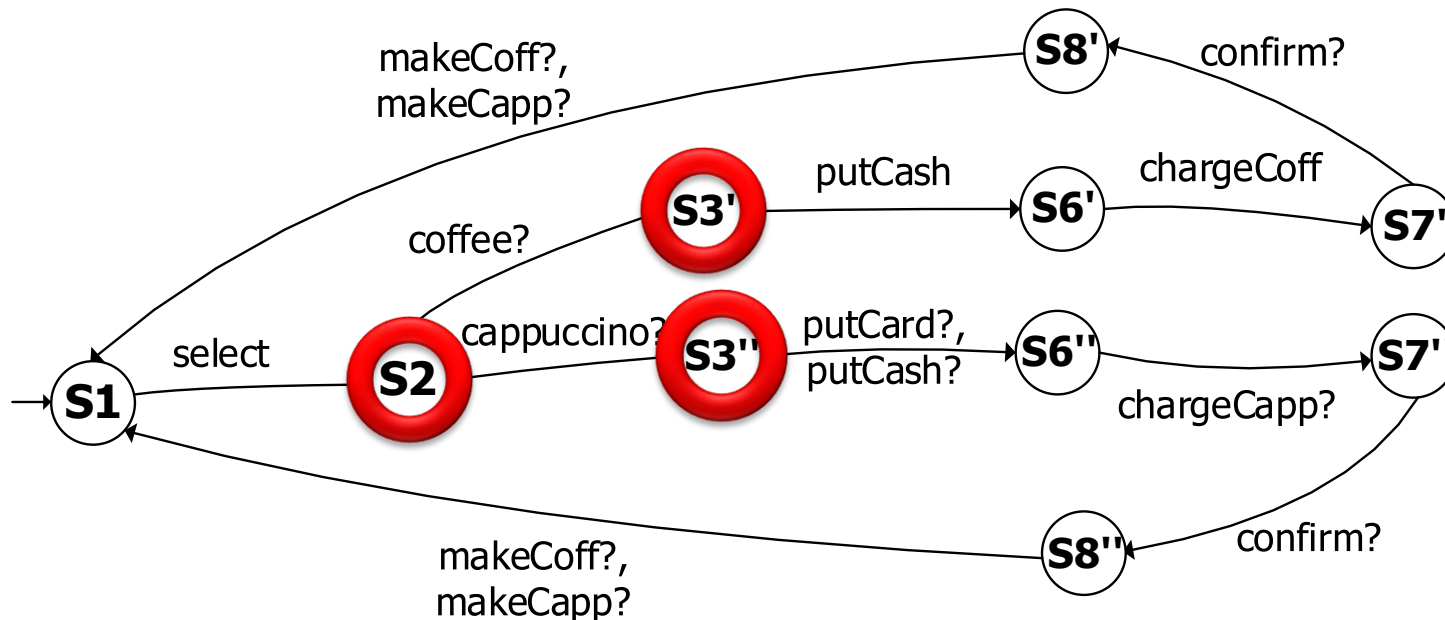 makeCoff?,
makeCapp?
S8'
confirm?
S3'
putCash
S6'
chargeCoff
S7'
coffee?
select
S2
cappuccino?
S3''
putCard?,
putCash?
S6''
S7'
S1
chargeCapp?
makeCoff?,
makeCapp?
S8''
confirm?